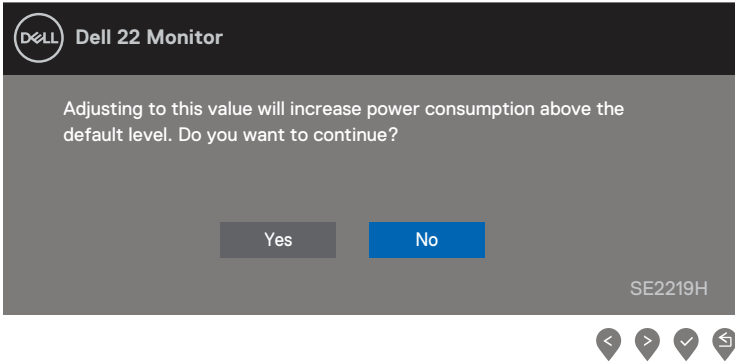 DELL Dell 22 Monitor
Adjusting to this value will increase power consumption above the
default level. Do you want to continue?
Yes No
SE2219H